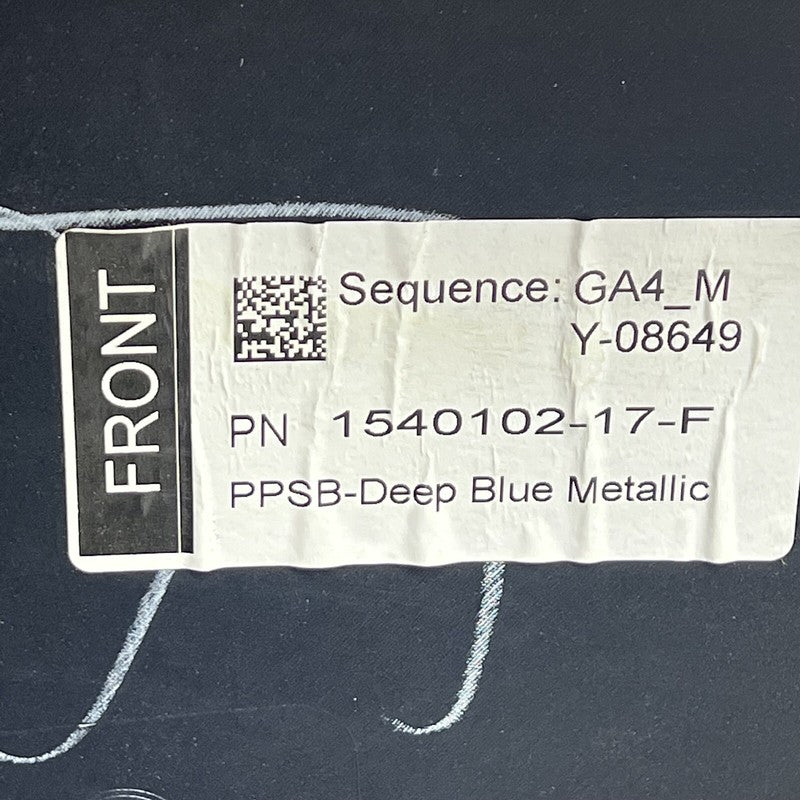 FRONT
Sequence: GA4_M
Y-08649
PN 1540102-17-F
PPSB-Deep Blue Metallic